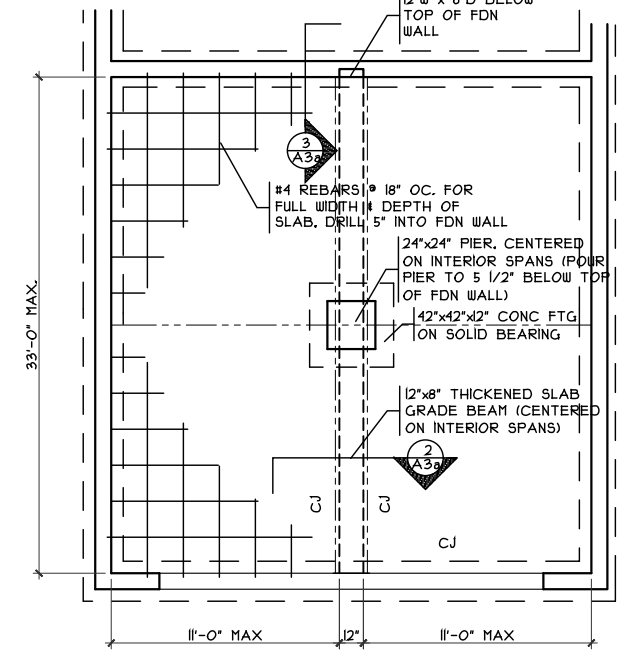 12"W x 8"D BELOW
TOP OF FDN
WALL
3
A3a
#4 REBARS @ 18" OC. FOR
FULL WIDTH & DEPTH OF
SLAB. DRILL 5" INTO FDN WALL
24"x24" PIER. CENTERED
ON INTERIOR SPANS (POUR
PIER TO 5 1/2" BELOW TOP
OF FDN WALL)
42"x42"x12" CONC FTG
ON SOLID BEARING
33'-0" MAX.
12"x8" THICKENED SLAB
GRADE BEAM (CENTERED
ON INTERIOR SPANS)
2
A3a
CJ
CJ
CJ
11'-0" MAX
12"
11'-0" MAX